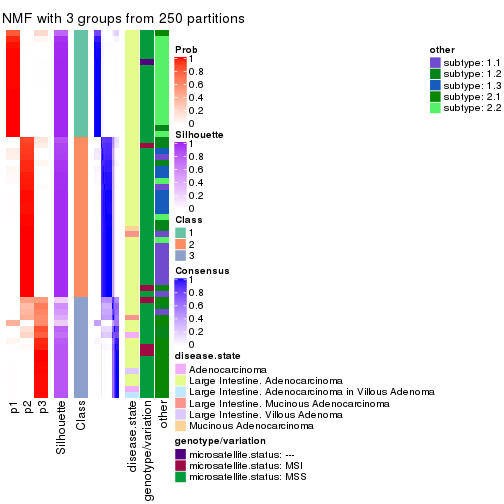 NMF with 3 groups from 250 partitions
Prob
1
0.8
0.6
0.4
0.2
0
Silhouette
1
0.8
0.6
0.4
0.2
0
Class
1
2
3
Consensus
1
0.8
0.6
0.4
0.2
0
disease.state
Adenocarcinoma
Large Intestine. Adenocarcinoma
Large Intestine. Adenocarcinoma in Villous Adenoma
Large Intestine. Mucinous Adenocarcinoma
Large Intestine. Villous Adenoma
Mucinous Adenocarcinoma
genotype/variation
microsatellite.status: ---
microsatellite.status: MSI
microsatellite.status: MSS
other
subtype: 1.1
subtype: 1.2
subtype: 1.3
subtype: 2.1
subtype: 2.2
p1
p2
p3
Silhouette
Class
disease.state
genotype/variation
other